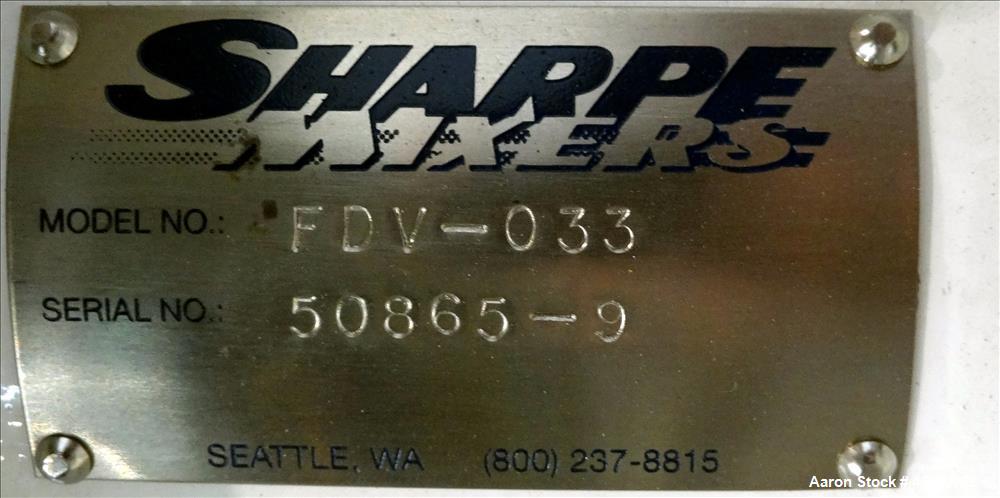 SHARPE
MIXERS
MODEL NO.: FDV-033
SERIAL NO.: 50865-9
SEATTLE, WA (800) 237-8815
Aaron Stock